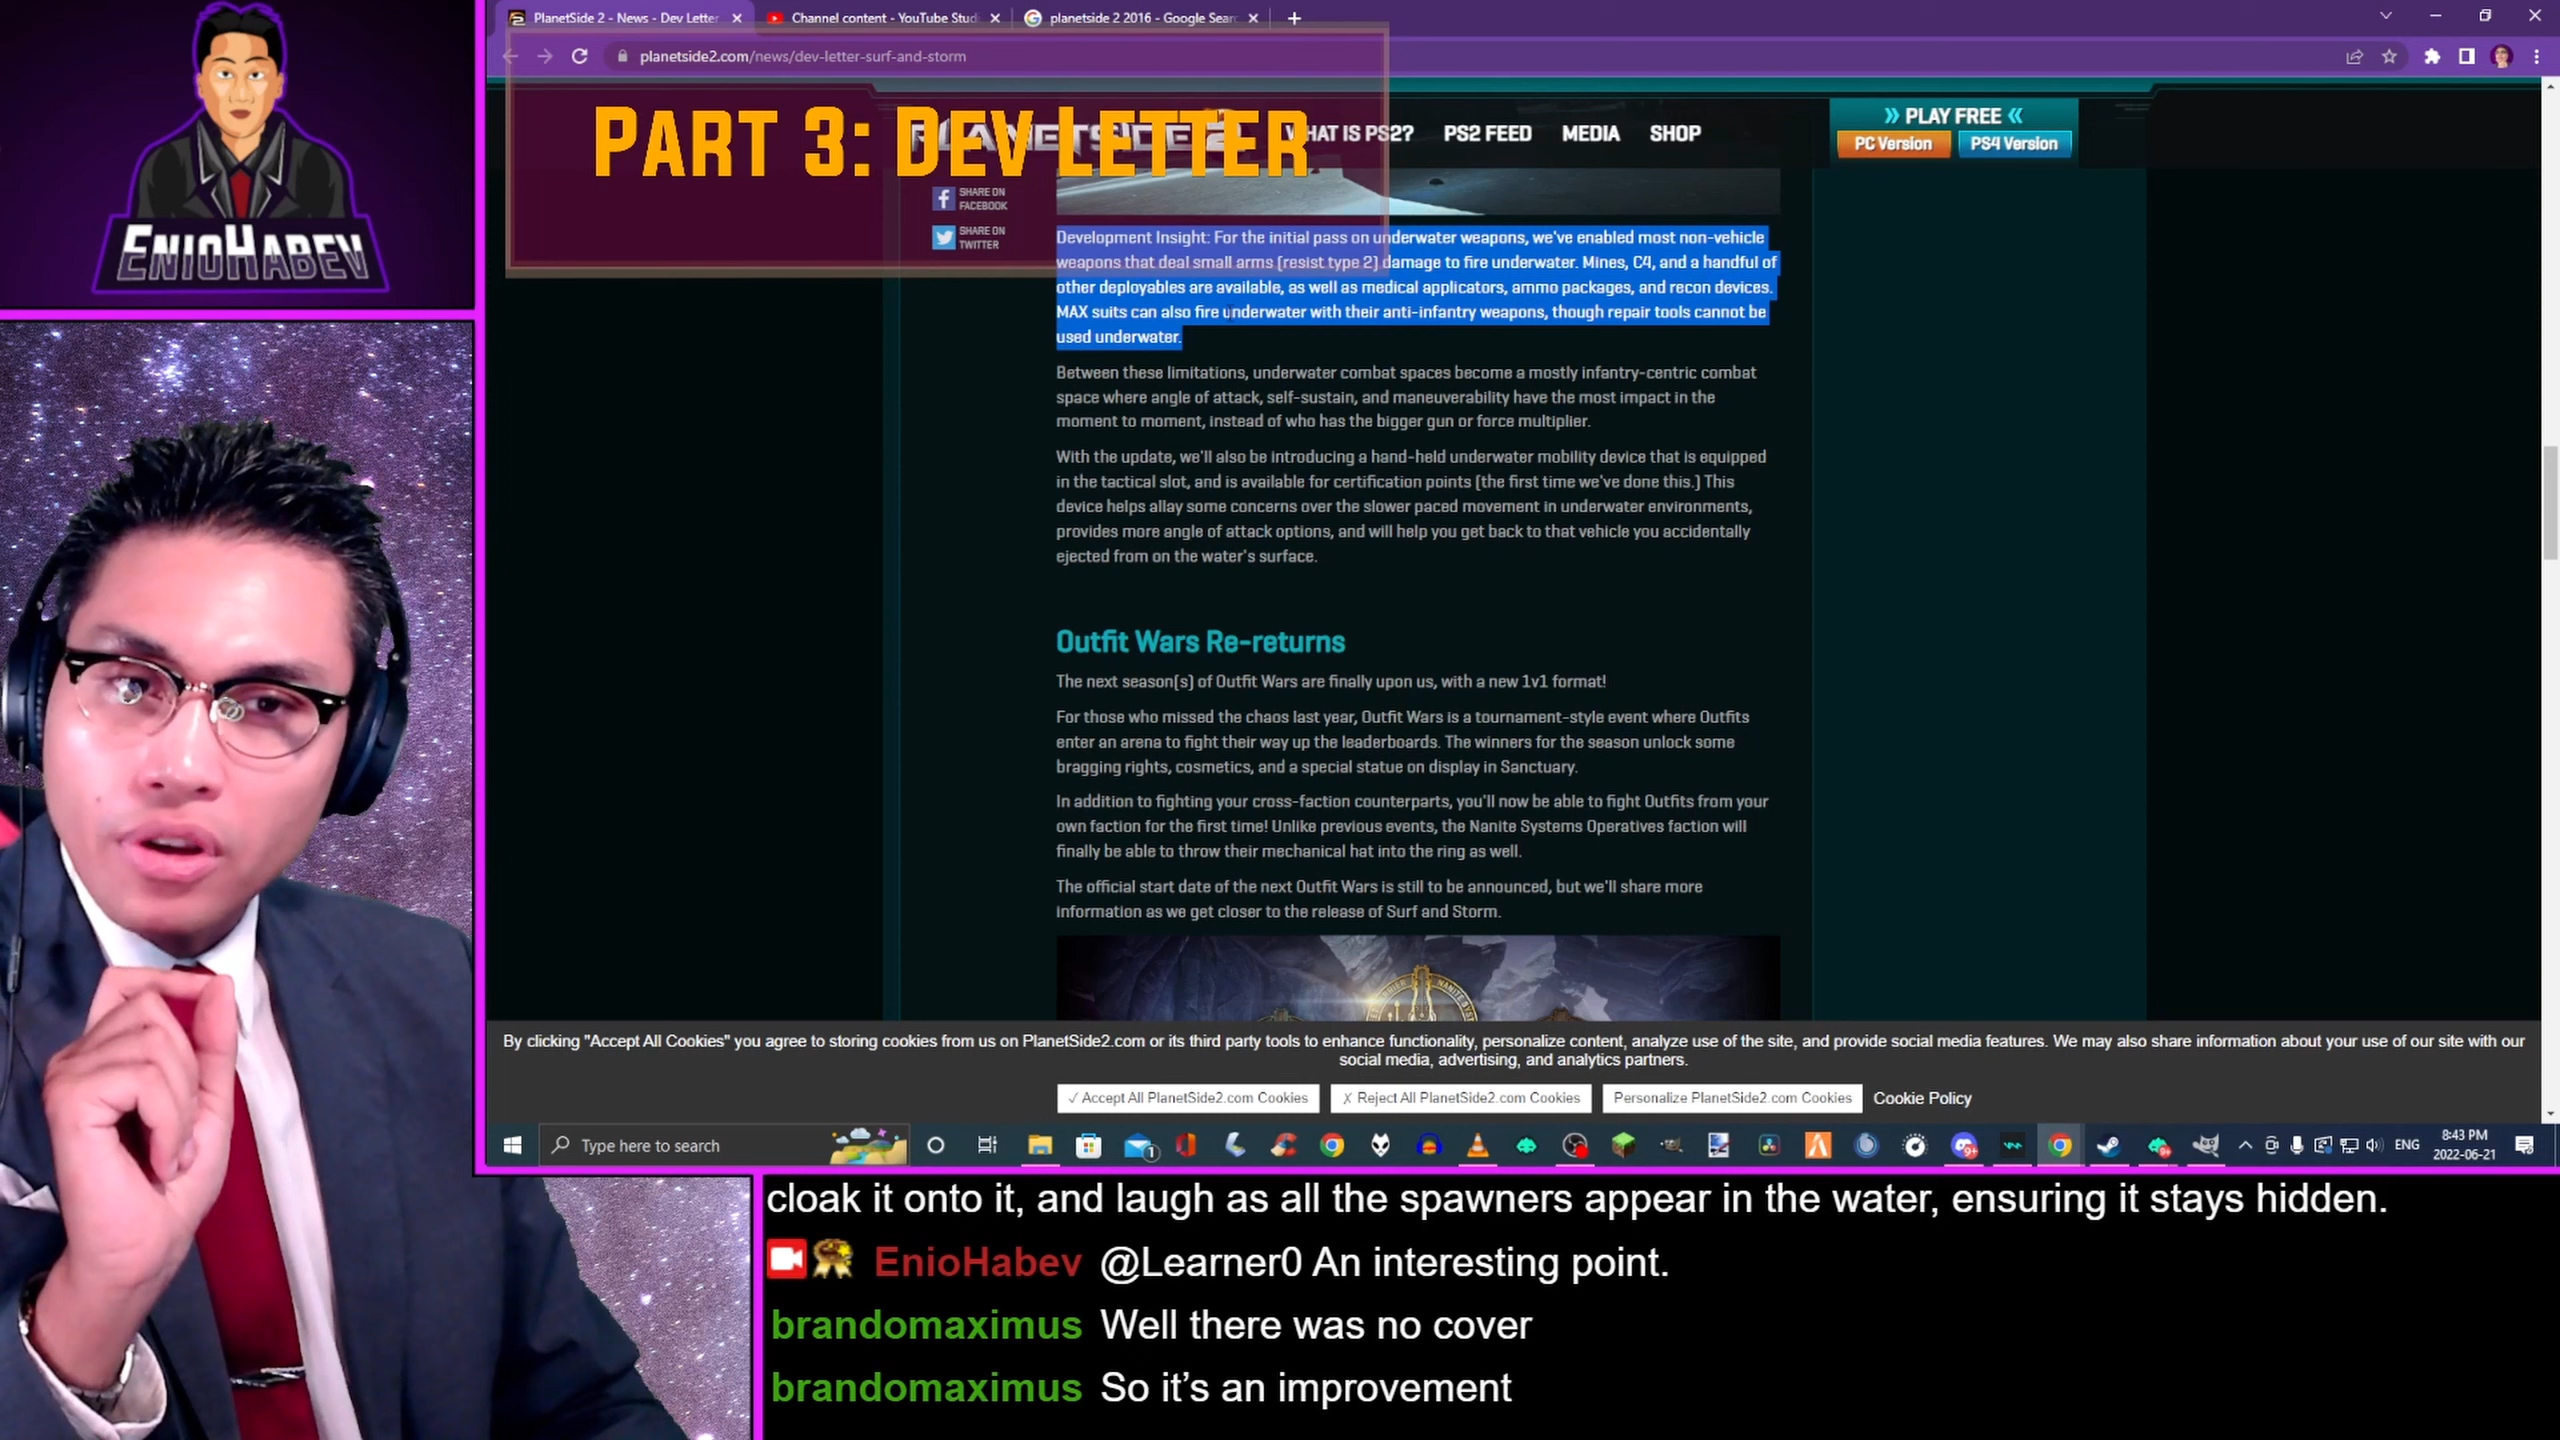 PlanetSide 2 - News - Dev Letter
Channel content - YouTube Stud
planetside 2 2016 - Google Sear
planetside2.com/news/dev-letter-surf-and-storm
PART 3: DEV LETTER
WHAT IS PS2?
PS2 FEED
MEDIA
SHOP
PLAY FREE
PC Version
PS4 Version
SHARE ON
FACEBOOK
SHARE ON
TWITTER
Development Insight: For the initial pass on underwater weapons, we've enabled most non-vehicle
weapons that deal small arms (resist type 2) damage to fire underwater. Mines, C4, and a handful of
other deployables are available, as well as medical applicators, ammo packages, and recon devices.
MAX suits can also fire underwater with their anti-infantry weapons, though repair tools cannot be
used underwater.
Between these limitations, underwater combat spaces become a mostly infantry-centric combat
space where angle of attack, self-sustain, and maneuverability have the most impact in the
moment to moment, instead of who has the bigger gun or force multiplier.
With the update, we'll also be introducing a hand-held underwater mobility device that is equipped
in the tactical slot, and is available for certification points (the first time we've done this.) This
device helps allay some concerns over the slower paced movement in underwater environments,
provides more angle of attack options, and will help you get back to that vehicle you accidentally
ejected from on the water's surface.
Outfit Wars Re-returns
The next season(s) of Outfit Wars are finally upon us, with a new 1v1 format!
For those who missed the chaos last year, Outfit Wars is a tournament-style event where Outfits
enter an arena to fight their way up the leaderboards. The winners for the season unlock some
bragging rights, cosmetics, and a special statue on display in Sanctuary.
In addition to fighting your cross-faction counterparts, you'll now be able to fight Outfits from your
own faction for the first time! Unlike previous events, the Nanite Systems Operatives faction will
finally be able to throw their mechanical hat into the ring as well.
The official start date of the next Outfit Wars is still to be announced, but we'll share more
information as we get closer to the release of Surf and Storm.
By clicking "Accept All Cookies" you agree to storing cookies from us on PlanetSide2.com or its third party tools to enhance functionality, personalize content, analyze use of the site, and provide social media features. We may also share information about your use of our site with our
social media, advertising, and analytics partners.
✓ Accept All PlanetSide2.com Cookies
✗ Reject All PlanetSide2.com Cookies
Personalize PlanetSide2.com Cookies
Cookie Policy
Type here to search
ENG
8:43 PM
2022-06-21
ENIOHABEV
cloak it onto it, and laugh as all the spawners appear in the water, ensuring it stays hidden.
EnioHabev @Learner0 An interesting point.
brandomaximus Well there was no cover
brandomaximus So it's an improvement